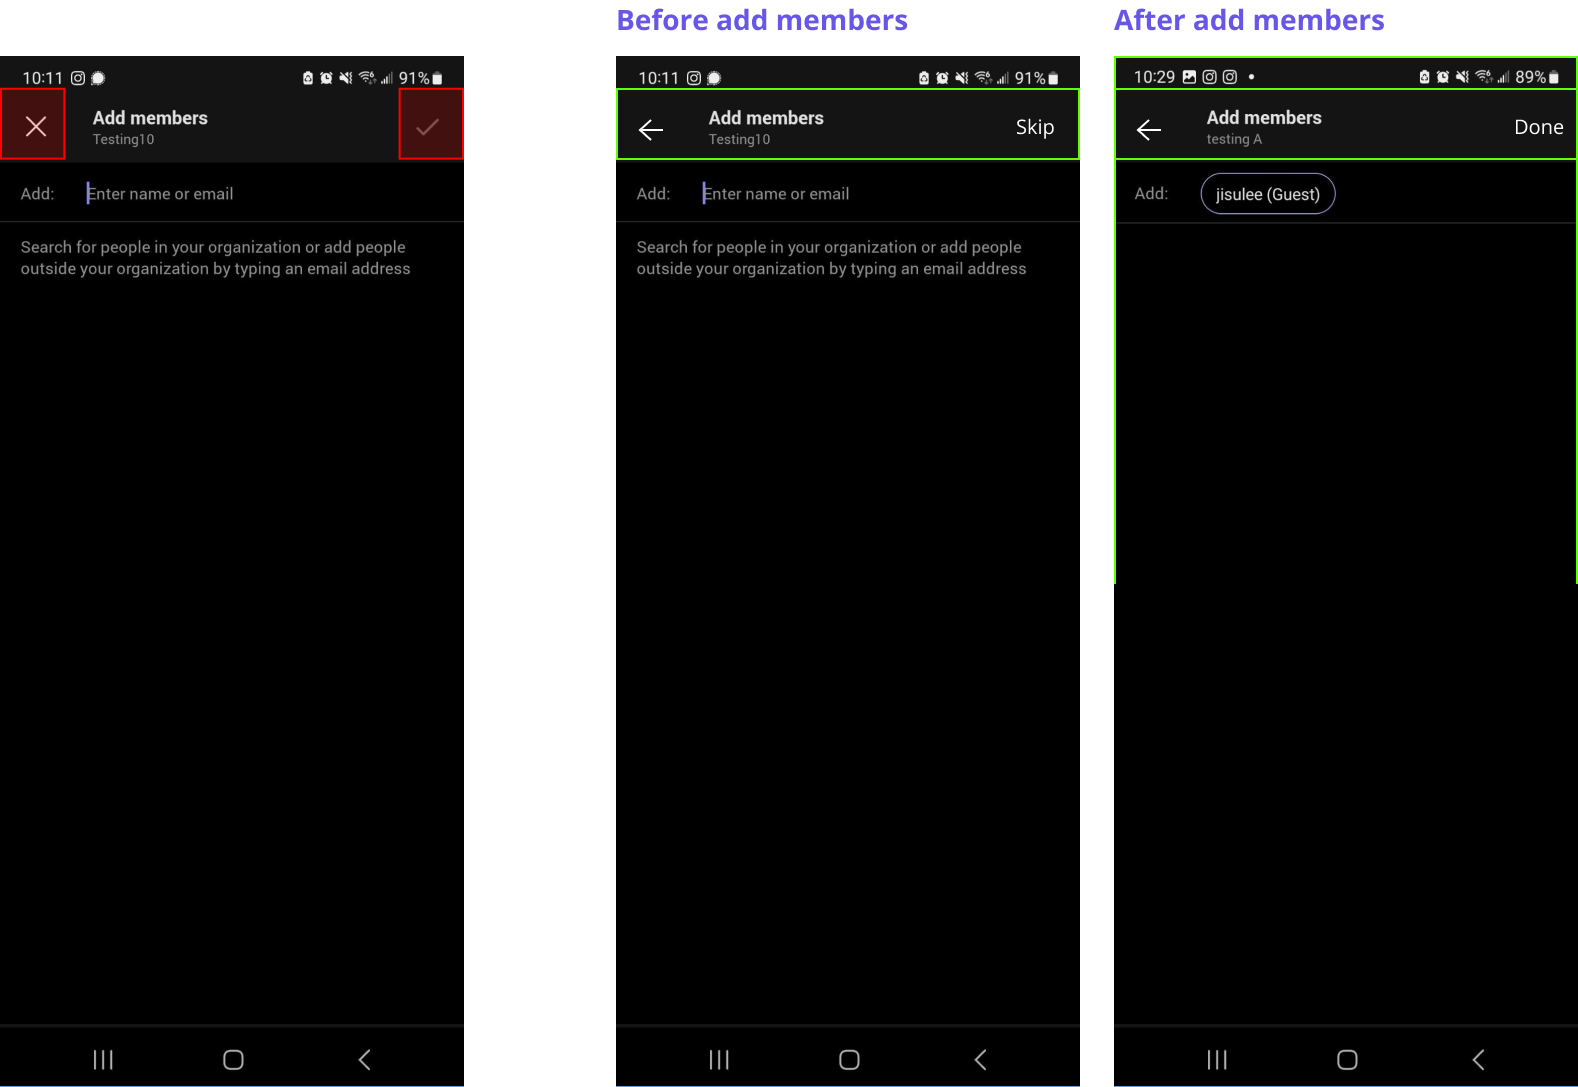 Before add members
After add members
10:11
91%
Add members
Testing10
Add:
Enter name or email
Search for people in your organization or add people
outside your organization by typing an email address
10:11
91%
Add members
Testing10
Skip
Add:
Enter name or email
Search for people in your organization or add people
outside your organization by typing an email address
10:29
89%
Add members
testing A
Done
Add:
jisulee (Guest)